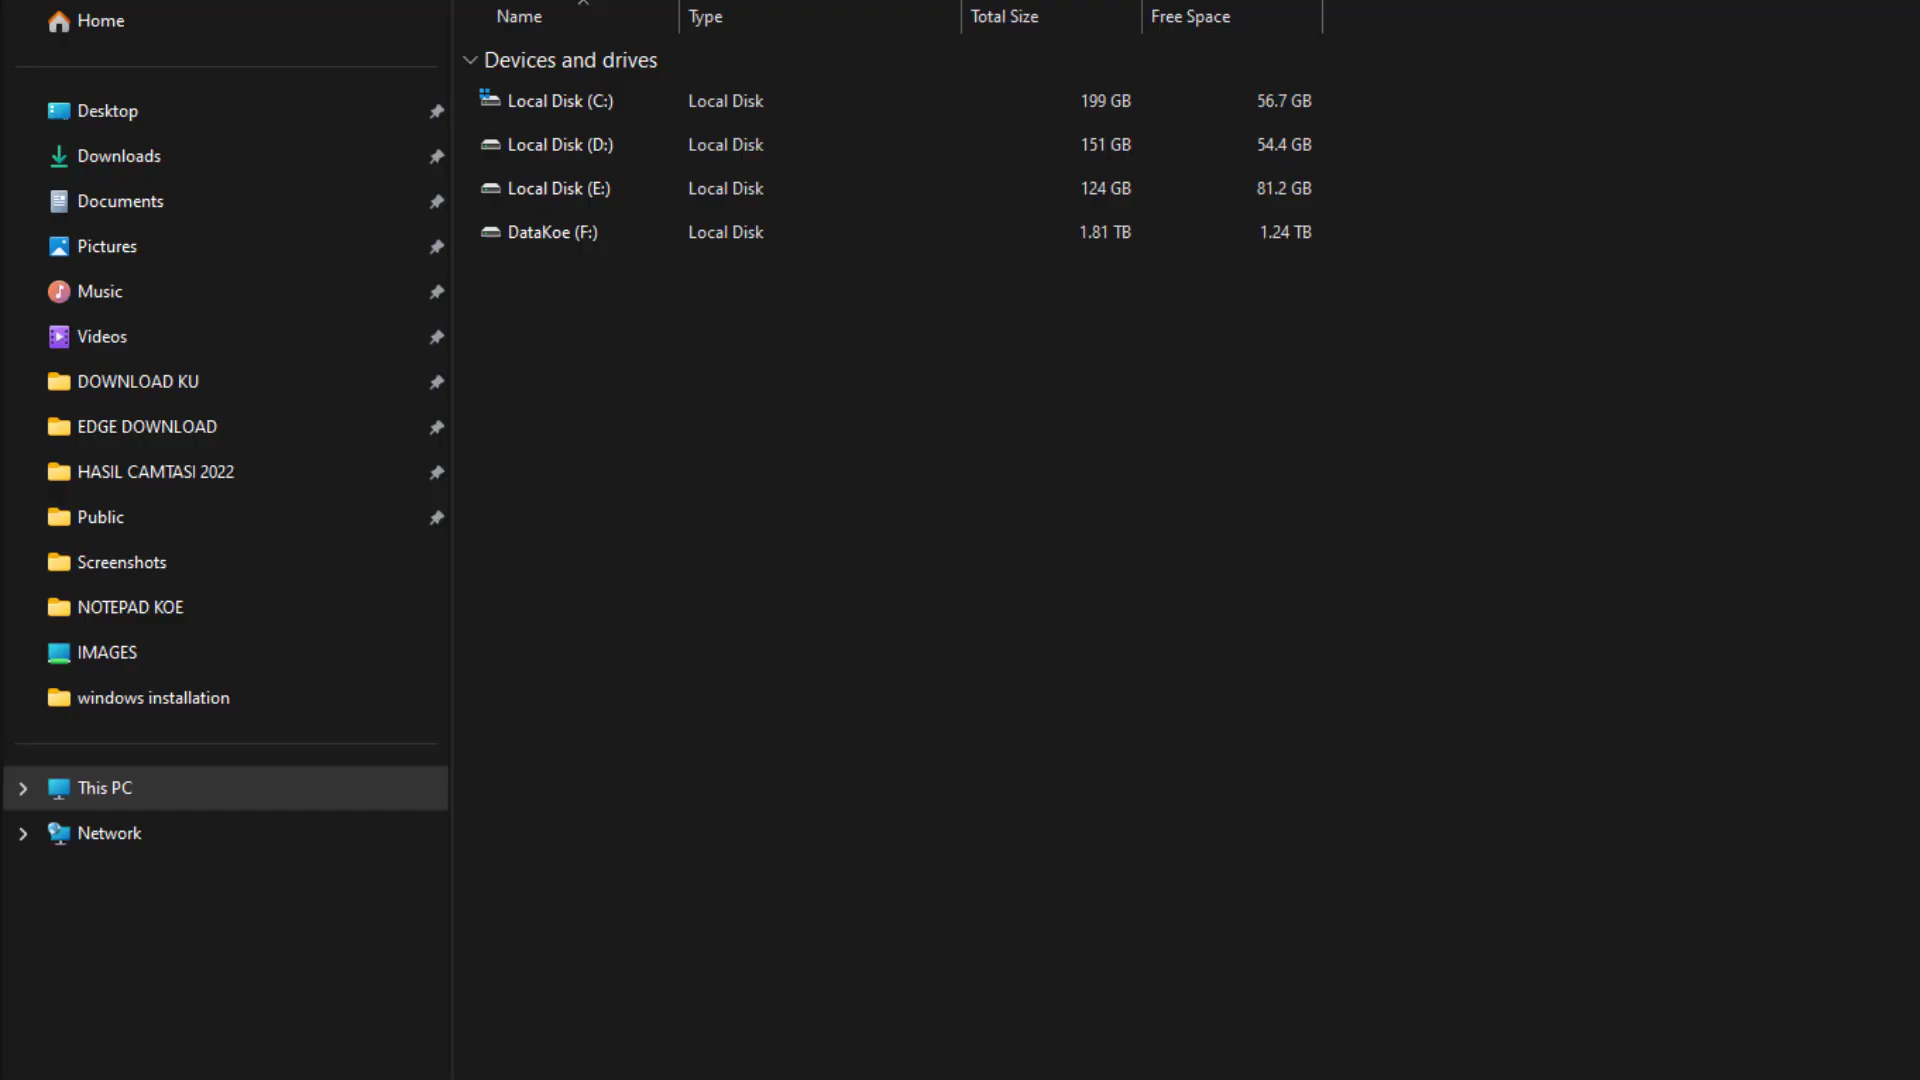 Home
Desktop
Downloads
Documents
Pictures
Music
Videos
DOWNLOAD KU
EDGE DOWNLOAD
HASIL CAMTASI 2022
Public
Screenshots
NOTEPAD KOE
IMAGES
windows installation
This PC
Network
Name Type Total Size Free Space
Devices and drives
Local Disk (C:) Local Disk 199 GB 56.7 GB
Local Disk (D:) Local Disk 151 GB 54.4 GB
Local Disk (E:) Local Disk 124 GB 81.2 GB
DataKoe (F:) Local Disk 1.81 TB 1.24 TB